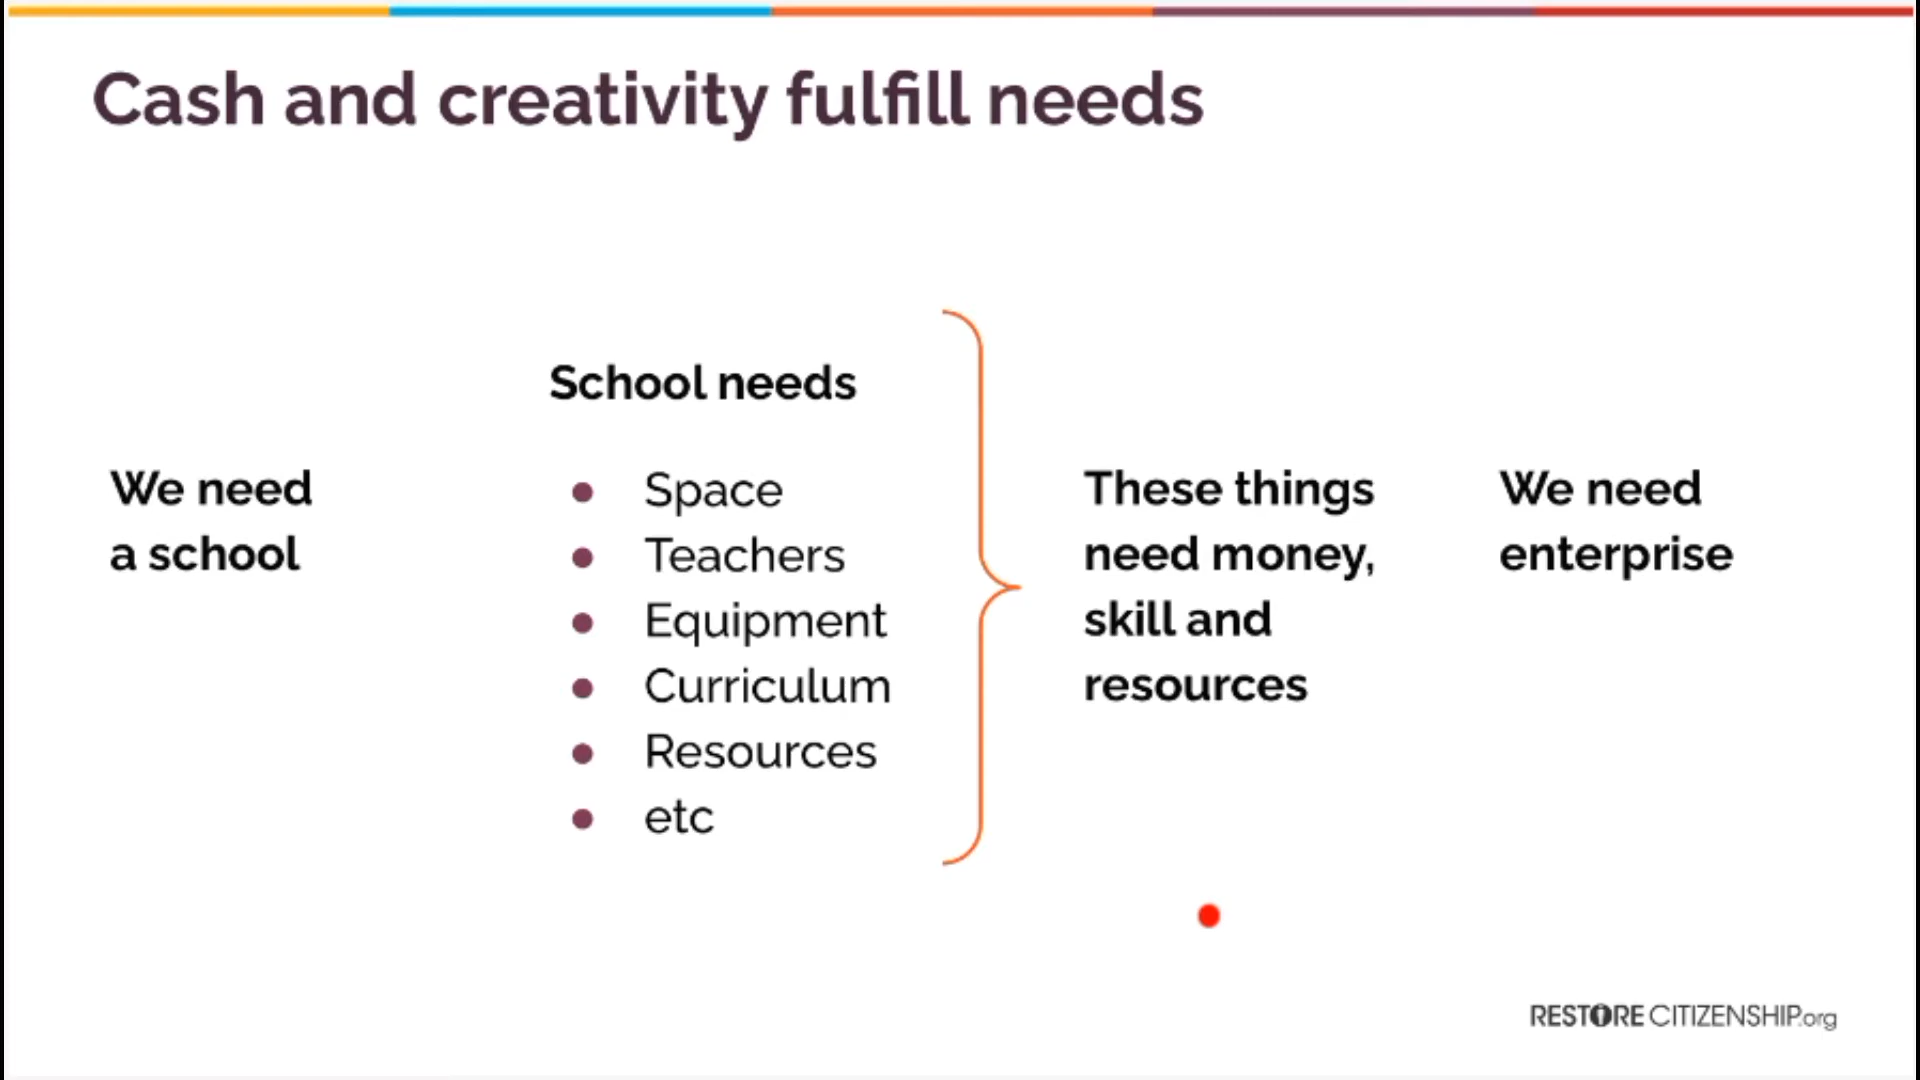 Cash and creativity fulfill needs
We need
a school
School needs
Space
Teachers
Equipment
Curriculum
Resources
etc
These things
need money,
skill and
resources
We need
enterprise
RESTORE CITIZENSHIP.org